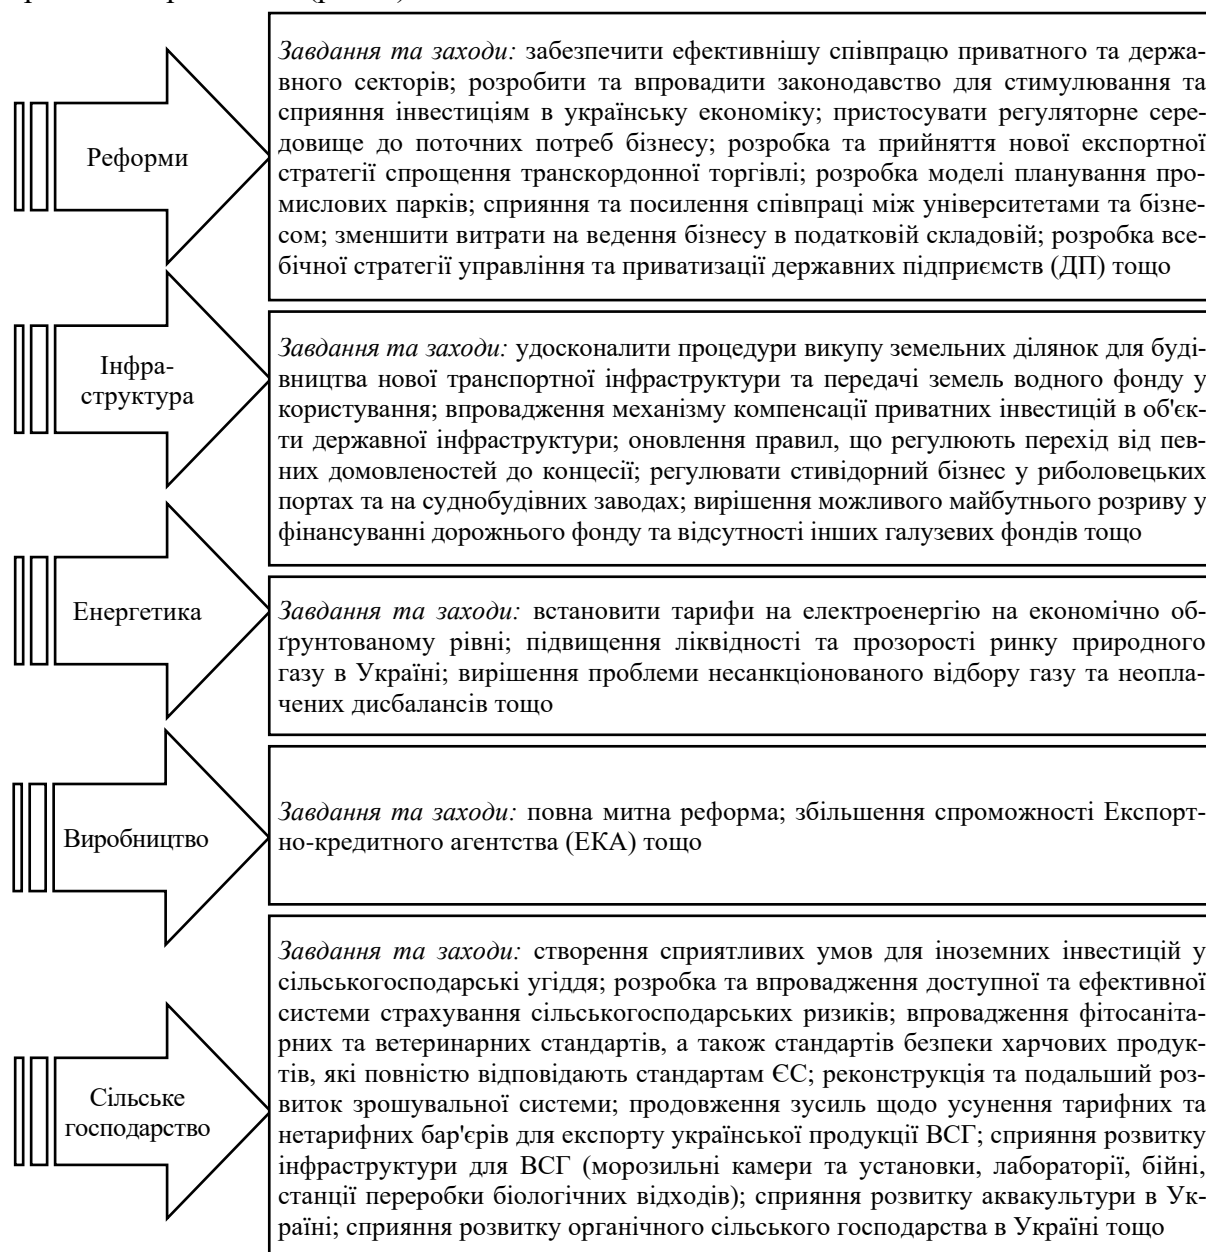 Реформи
Завдання та заходи: забезпечити ефективнішу співпрацю приватного та держа-
вного секторів; розробити та впровадити законодавство для стимулювання та
сприяння інвестиціям в українську економіку; пристосувати регуляторне сере-
довище до поточних потреб бізнесу; розробка та прийняття нової експортної
стратегії спрощення транскордонної торгівлі; розробка моделі планування про-
мислових парків; сприяння та посилення співпраці між університетами та бізне-
сом; зменшити витрати на ведення бізнесу в податковій складовій; розробка все-
бічної стратегії управління та приватизації державних підприємств (ДП) тощо
Інфра-
структура
Завдання та заходи: удосконалити процедури викупу земельних ділянок для буді-
вництва нової транспортної інфраструктури та передачі земель водного фонду у
користування; впровадження механізму компенсації приватних інвестицій в об'єк-
ти державної інфраструктури; оновлення правил, що регулюють перехід від пев-
них домовленостей до концесії; регулювати стивідорний бізнес у риболовецьких
портах та на суднобудівних заводах; вирішення можливого майбутнього розриву у
фінансуванні дорожнього фонду та відсутності інших галузевих фондів тощо
Енергетика
Завдання та заходи: встановити тарифи на електроенергію на економічно об-
ґрунтованому рівні; підвищення ліквідності та прозорості ринку природного
газу в Україні; вирішення проблеми несанкціонованого відбору газу та неопла-
чених дисбалансів тощо
Виробництво
Завдання та заходи: повна митна реформа; збільшення спроможності Експорт-
но-кредитного агентства (ЕКА) тощо
Сільське
господарство
Завдання та заходи: створення сприятливих умов для іноземних інвестицій у
сільськогосподарські угіддя; розробка та впровадження доступної та ефективної
системи страхування сільськогосподарських ризиків; впровадження фітосаніта-
рних та ветеринарних стандартів, а також стандартів безпеки харчових продук-
тів, які повністю відповідають стандартам ЄС; реконструкція та подальший роз-
виток зрошувальної системи; продовження зусиль щодо усунення тарифних та
нетарифних бар'єрів для експорту української продукції ВСГ; сприяння розвитку
інфраструктури для ВСГ (морозильні камери та установки, лабораторії, бійні,
станції переробки біологічних відходів); сприяння розвитку аквакультури в Ук-
раїні; сприяння розвитку органічного сільського господарства в Україні тощо